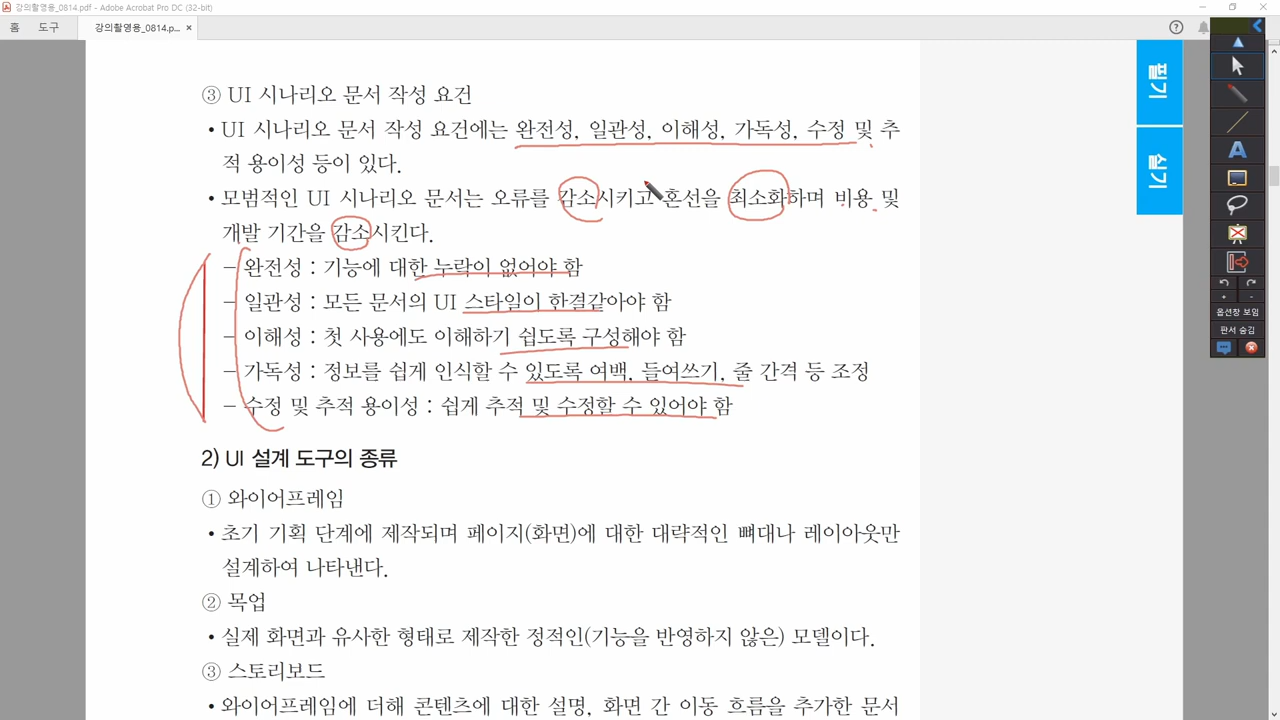 강의촬영용_0814.pdf - Adobe Acrobat Pro DC (32-bit)
홈 도구 강의촬영용_0814.p... ×
③ UI 시나리오 문서 작성 요건
• UI 시나리오 문서 작성 요건에는 완전성, 일관성, 이해성, 가독성, 수정 및 추
적 용이성 등이 있다.
• 모범적인 UI 시나리오 문서는 오류를 감소시키고 혼선을 최소화하며 비용 및
개발 기간을 감소시킨다.
– 완전성 : 기능에 대한 누락이 없어야 함
– 일관성 : 모든 문서의 UI 스타일이 한결같아야 함
– 이해성 : 첫 사용에도 이해하기 쉽도록 구성해야 함
– 가독성 : 정보를 쉽게 인식할 수 있도록 여백, 들여쓰기, 줄 간격 등 조정
– 수정 및 추적 용이성 : 쉽게 추적 및 수정할 수 있어야 함
2) UI 설계 도구의 종류
① 와이어프레임
• 초기 기획 단계에 제작되며 페이지(화면)에 대한 대략적인 뼈대나 레이아웃만
설계하여 나타낸다.
② 목업
• 실제 화면과 유사한 형태로 제작한 정적인(기능을 반영하지 않은) 모델이다.
③ 스토리보드
• 와이어프레임에 더해 콘텐츠에 대한 설명, 화면 간 이동 흐름을 추가한 문서
필기
실기
A
옵션창 보임
판서 숨김